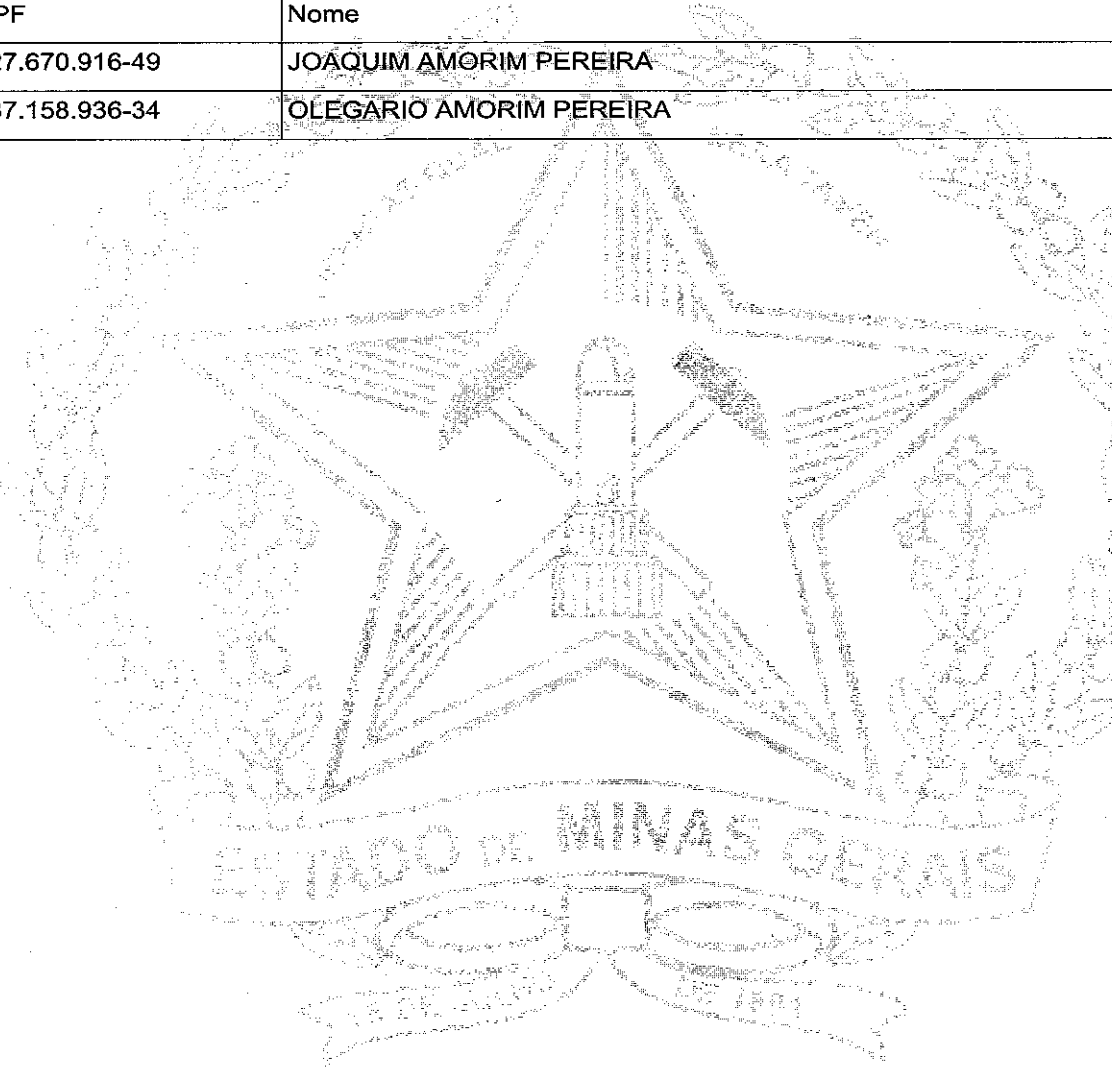 PF Nome
27.670.916-49 JOAQUIM AMORIM PEREIRA
37.158.936-34 OLEGARIO AMORIM PEREIRA
ESTADO DE MINAS GERAIS